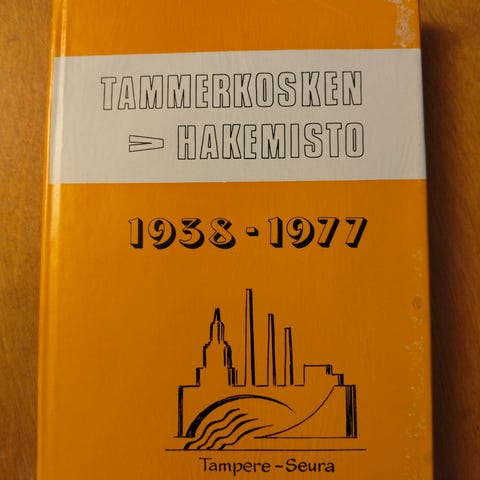 TAMMERKOSKEN
HAKEMISTO
1938-1977
Tampere-Seura